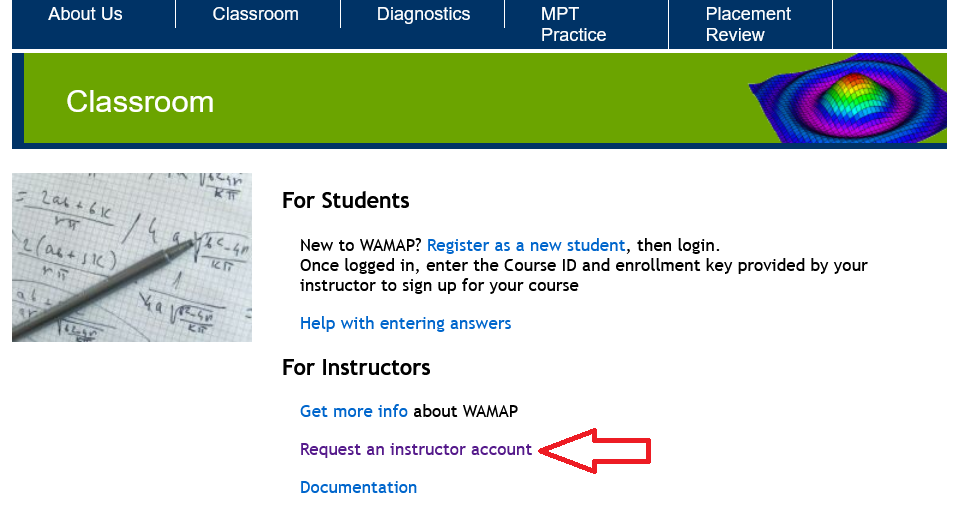 About Us
Classroom
Diagnostics
MPT
Practice
Placement
Review
Classroom
For Students
New to WAMAP? Register as a new student, then login.
Once logged in, enter the Course ID and enrollment key provided by your
instructor to sign up for your course
Help with entering answers
For Instructors
Get more info about WAMAP
Request an instructor account
Documentation